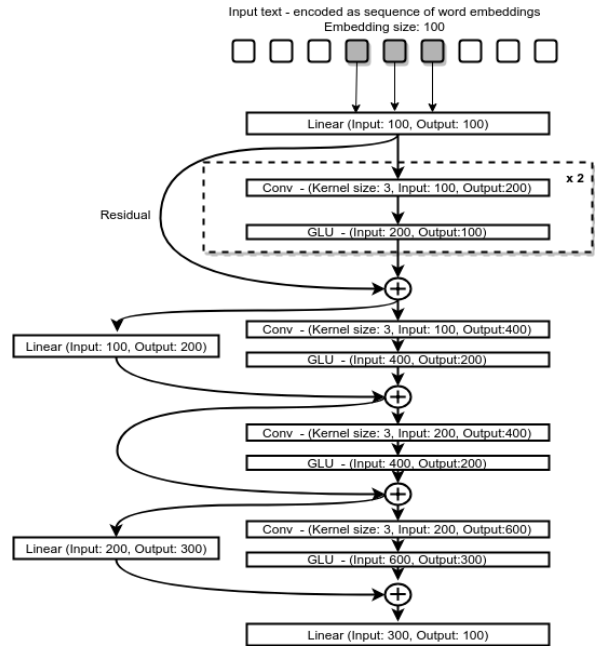 Input text - encoded as sequence of word embeddings
Embedding size: 100
Linear (Input: 100, Output: 100)
x 2
Conv - (Kernel size: 3, Input: 100, Output:200)
Residual
GLU - (Input: 200, Output:100)
Conv - (Kernel size: 3, Input: 100, Output:400)
Linear (Input: 100, Output: 200)
GLU - (Input: 400, Output:200)
Conv - (Kernel size: 3, Input: 200, Output:400)
GLU - (Input: 400, Output:200)
Conv - (Kernel size: 3, Input: 200, Output:600)
Linear (Input: 200, Output: 300)
GLU - (Input: 600, Output:300)
Linear (Input: 300, Output: 100)